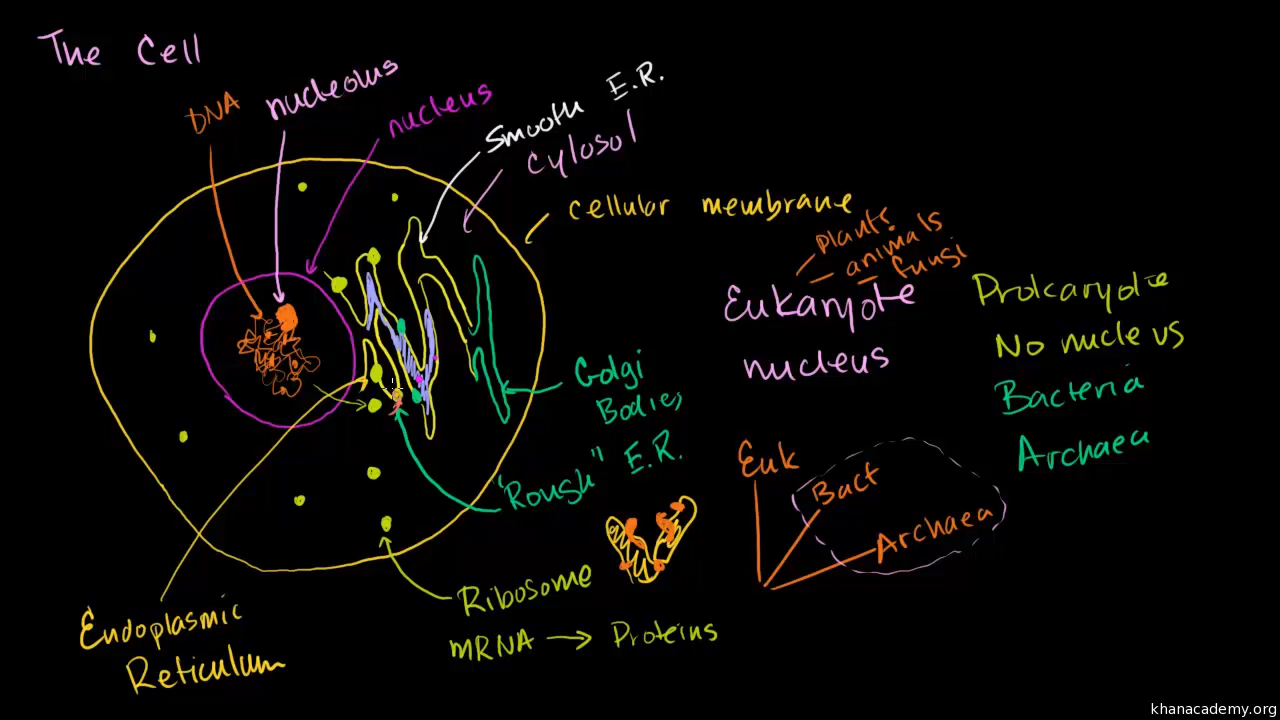 The Cell
DNA
nucleolus
nucleus
Smooth E.R.
Cytosol
cellular membrane
plants
animals
fungi
Eukaryote
nucleus
Prokaryote
No nucleus
Bacteria
Archaea
Golgi
Bodies
"Rough" E.R.
Euk
Bact
Archaea
Ribosome
mRNA → Proteins
Endoplasmic
Reticulum
khanacademy.org